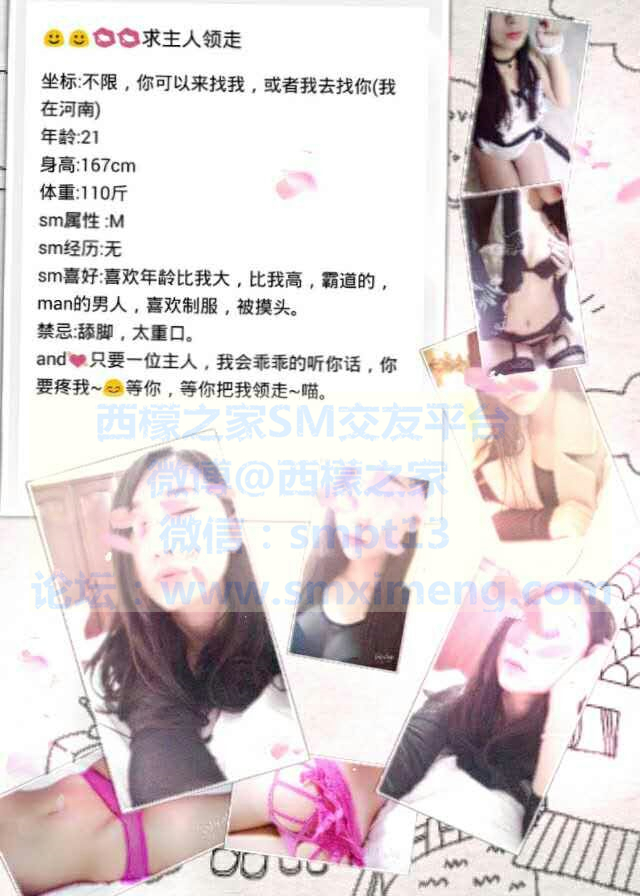 😊😊💋💋求主人领走
坐标:不限，你可以来找我，或者我去找你(我
在河南)
年龄:21
身高:167cm
体重:110斤
sm属性 :M
sm经历:无
sm喜好:喜欢年龄比我大，比我高，霸道的，
man的男人，喜欢制服，被摸头。
禁忌:舔脚，太重口。
and💓只要一位主人，我会乖乖的听你话，你
要疼我~😊等你，等你把我领走~喵。
西檬之家SM交友平台
微博@西檬之家
微信：smpt13
论坛：www.smximeng.com